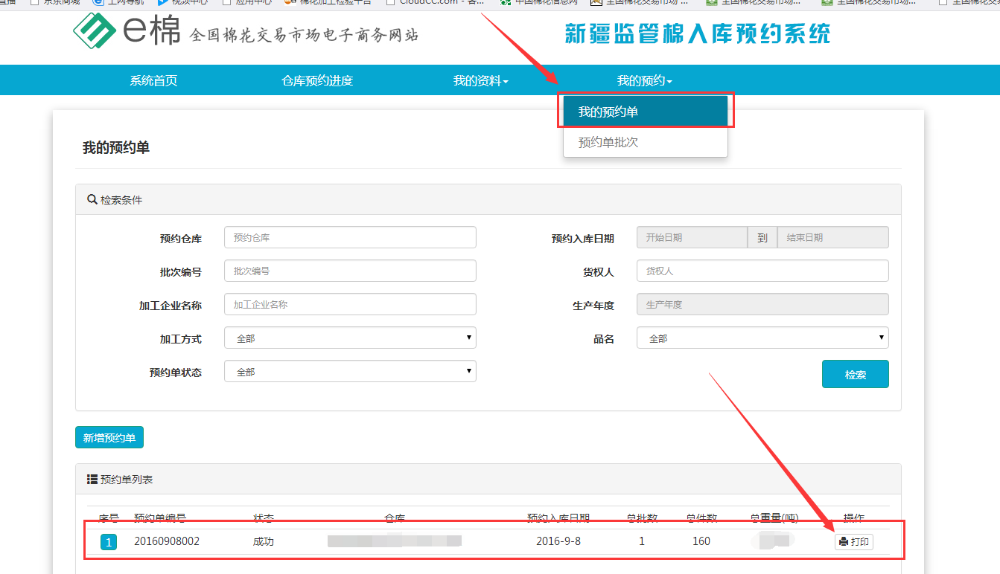 京东商城 上网导航 视频中心 应用中心 棉花加工检验平台 CloudCC.com - 客... 中国棉花信息网 全国棉花交易市场 ... 全国棉花交易市场... 全国棉花交易市场...
e棉 全国棉花交易市场电子商务网站 新疆监管棉入库预约系统
系统首页 仓库预约进度 我的资料 我的预约
我的预约单
预约单批次
我的预约单
检索条件
预约仓库 预约仓库 预约入库日期 开始日期 到 结束日期
批次编号 批次编号 货权人 货权人
加工企业名称 加工企业名称 生产年度 生产年度
加工方式 全部 品名 全部
预约单状态 全部 检索
新增预约单
预约单列表
序号 预约单编号 状态 仓库 预约入库日期 总批数 总件数 总重量(吨) 操作
1 20160908002 成功 2016-9-8 1 160 打印